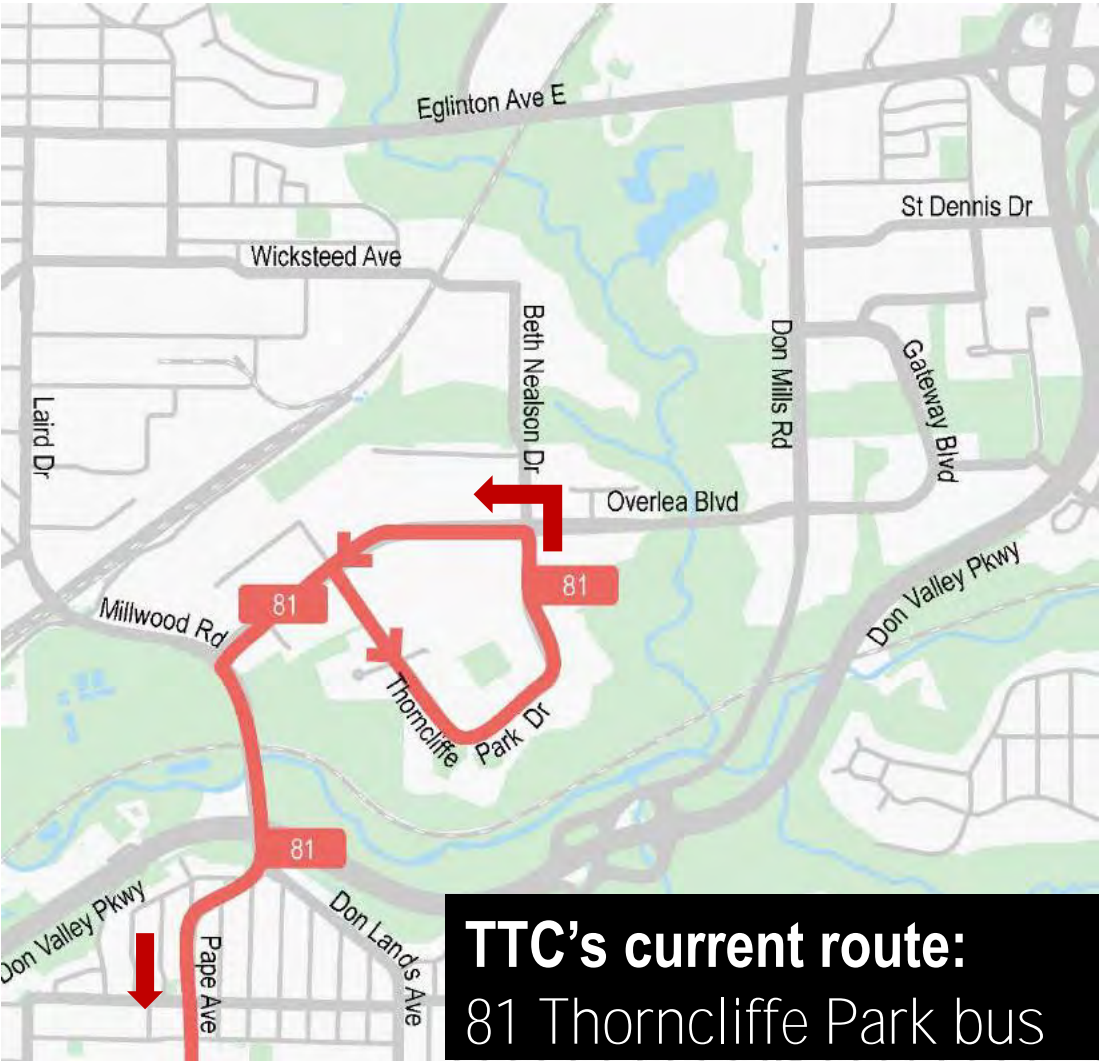 Eglinton Ave E
St Dennis Dr
Wicksteed Ave
Beth Nealson Dr
Don Mills Rd
Gateway Blvd
Laird Dr
Overlea Blvd
81
81
Don Valley Pkwy
Millwood Rd
Thorncliffe
Park Dr
81
Don Valley Pkwy
Don Lands Ave
Pape Ave
TTC’s current route:
81 Thorncliffe Park bus